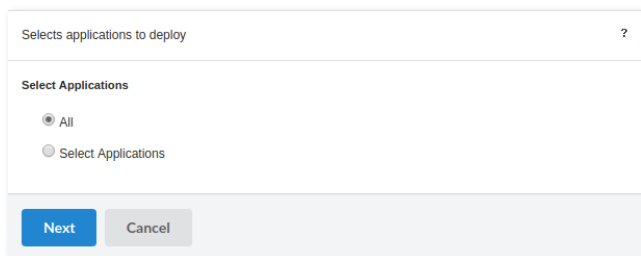 Selects applications to deploy ?
Select Applications
All
Select Applications
Next Cancel